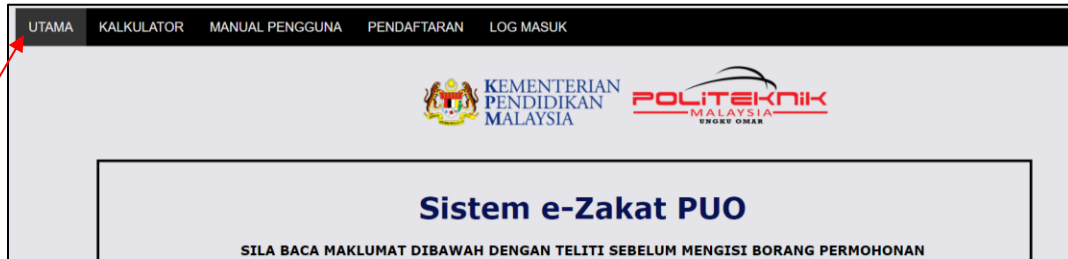 UTAMA KALKULATOR MANUAL PENGGUNA PENDAFTARAN LOG MASUK
KEMENTERIAN
PENDIDIKAN
MALAYSIA
POLITEKNIK
MALAYSIA
UNGKU OMAR
Sistem e-Zakat PUO
SILA BACA MAKLUMAT DIBAWAH DENGAN TELITI SEBELUM MENGISI BORANG PERMOHONAN